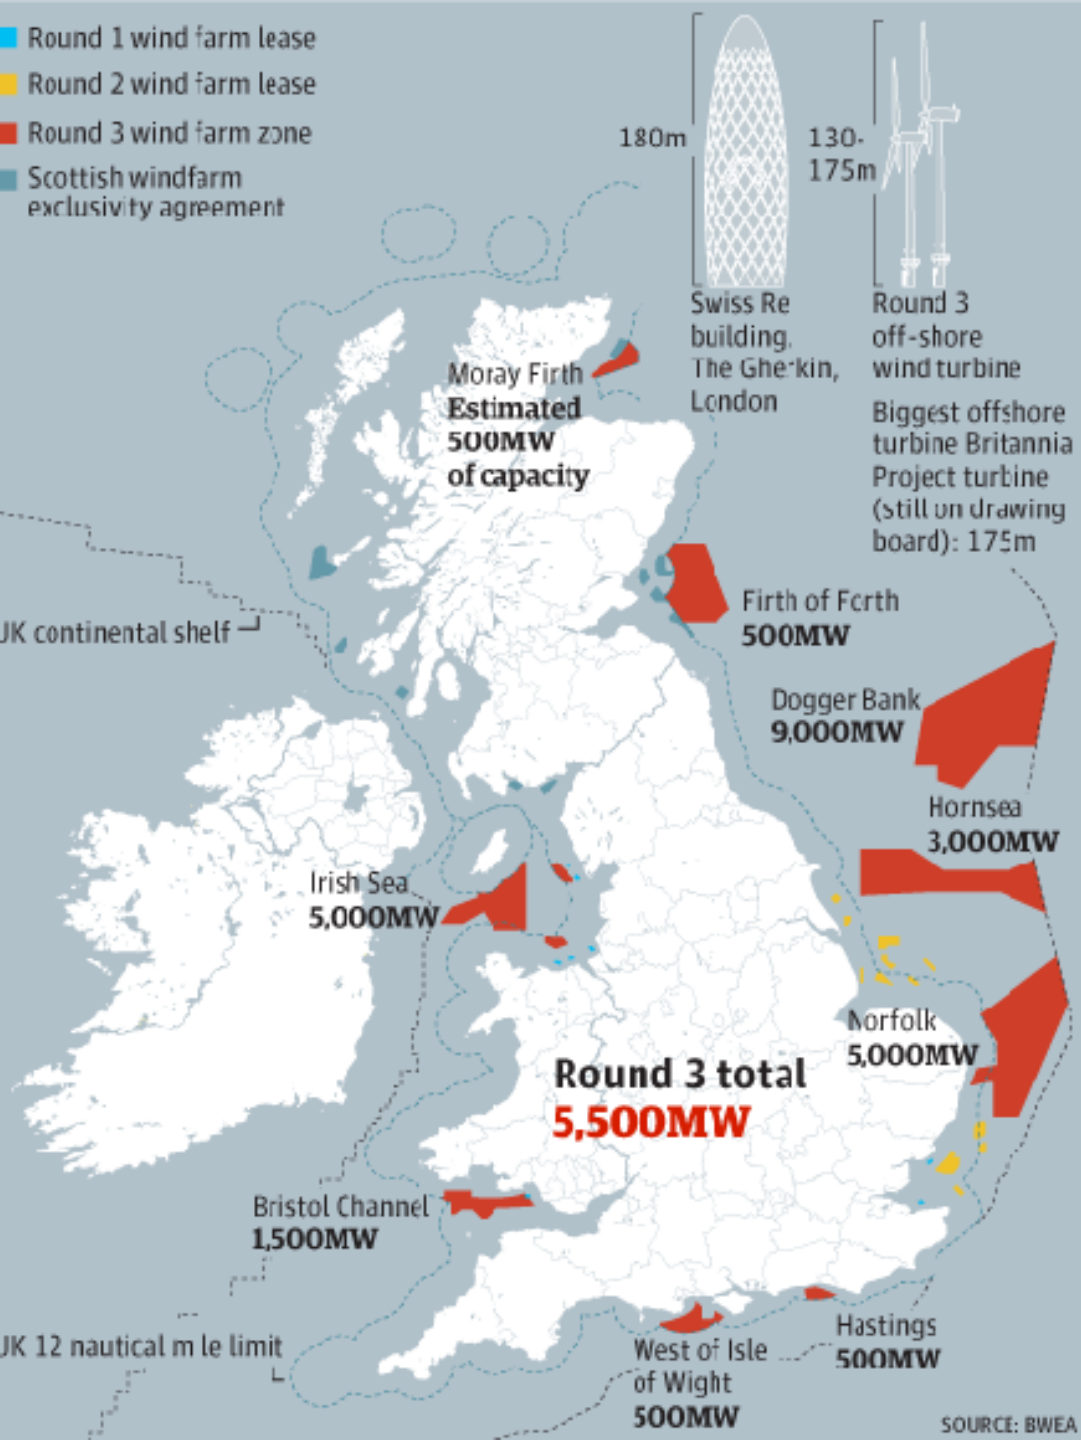 Round 1 wind farm lease
Round 2 wind farm lease
Round 3 wind farm zone
Scottish windfarm
exclusivity agreement
180m
130-
175m
Swiss Re
building.
The Gherkin,
London
Round 3
off-shore
wind turbine
Biggest offshore
turbine Britannia
Project turbine
(still on drawing
board): 175m
Moray Firth
Estimated
500MW
of capacity
UK continental shelf
Firth of Forth
500MW
Dogger Bank
9,000MW
Hornsea
3,000MW
Irish Sea
5,000MW
Norfolk
5,000MW
Round 3 total
5,500MW
Bristol Channel
1,500MW
UK 12 nautical mile limit
West of Isle
of Wight
500MW
Hastings
500MW
SOURCE: BWEA